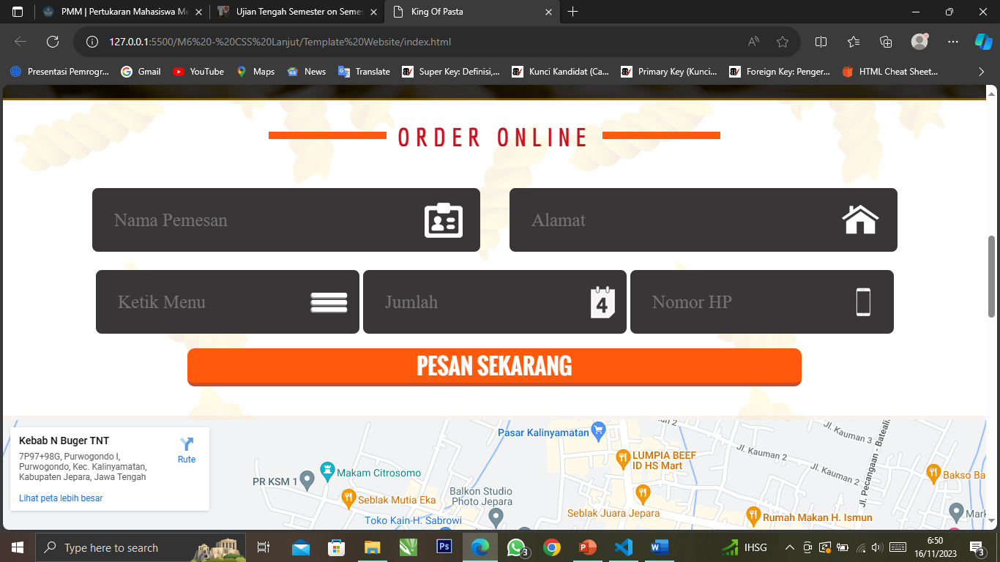 PMM | Pertukaran Mahasiswa Me
Ujian Tengah Semester on Semes
King Of Pasta
127.0.0.1:5500/M6%20-%20CSS%20Lanjut/Template%20Website/index.html
Presentasi Pemrogr...
Gmail
YouTube
Maps
News
Translate
Super Key: Definisi,...
Kunci Kandidat (Ca...
Primary Key (Kunci...
Foreign Key: Penger...
HTML Cheat Sheet...
ORDER ONLINE
Nama Pemesan
Alamat
Ketik Menu
Jumlah
4
Nomor HP
PESAN SEKARANG
Kebab N Buger TNT
7P97+98G, Purwogondo I,
Purwogondo, Kec. Kalinyamatan,
Kabupaten Jepara, Jawa Tengah
Rute
Lihat peta lebih besar
Pasar Kalinyamatan
LUMPIA BEEF
ID HS Mart
Jl. Kauman 3
Jl. Kauman 2
Jl. Kauman 2
Jl. Pecangaan - Bateali
Makam Citrosomo
PR KSM 1
Seblak Mutia Eka
Balkon Studio
Photo Jepara
Toko Kain H. Sabrowi
Seblak Juara Jepara
Bakso Ba
Mark
Rumah Makan H. Ismun
Type here to search
Ps
3
IHSG
6:50
16/11/2023
3